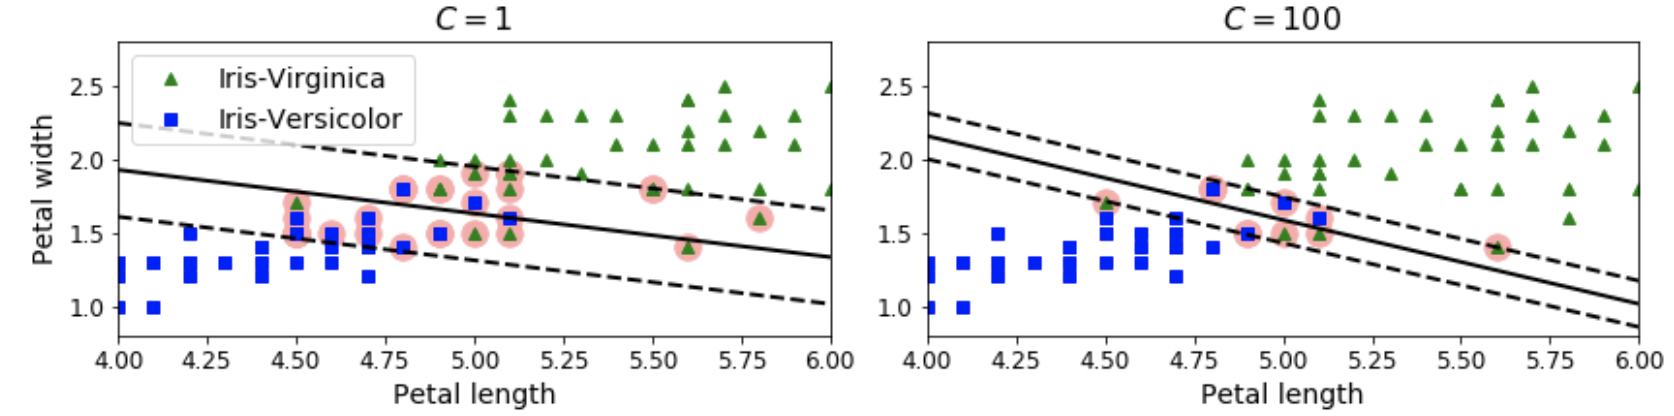 C = 1
Iris-Virginica
Iris-Versicolor
Petal width
2.5
2.0
1.5
1.0
4.00 4.25 4.50 4.75 5.00 5.25 5.50 5.75 6.00
Petal length
C = 100
2.5
2.0
1.5
1.0
4.00 4.25 4.50 4.75 5.00 5.25 5.50 5.75 6.00
Petal length